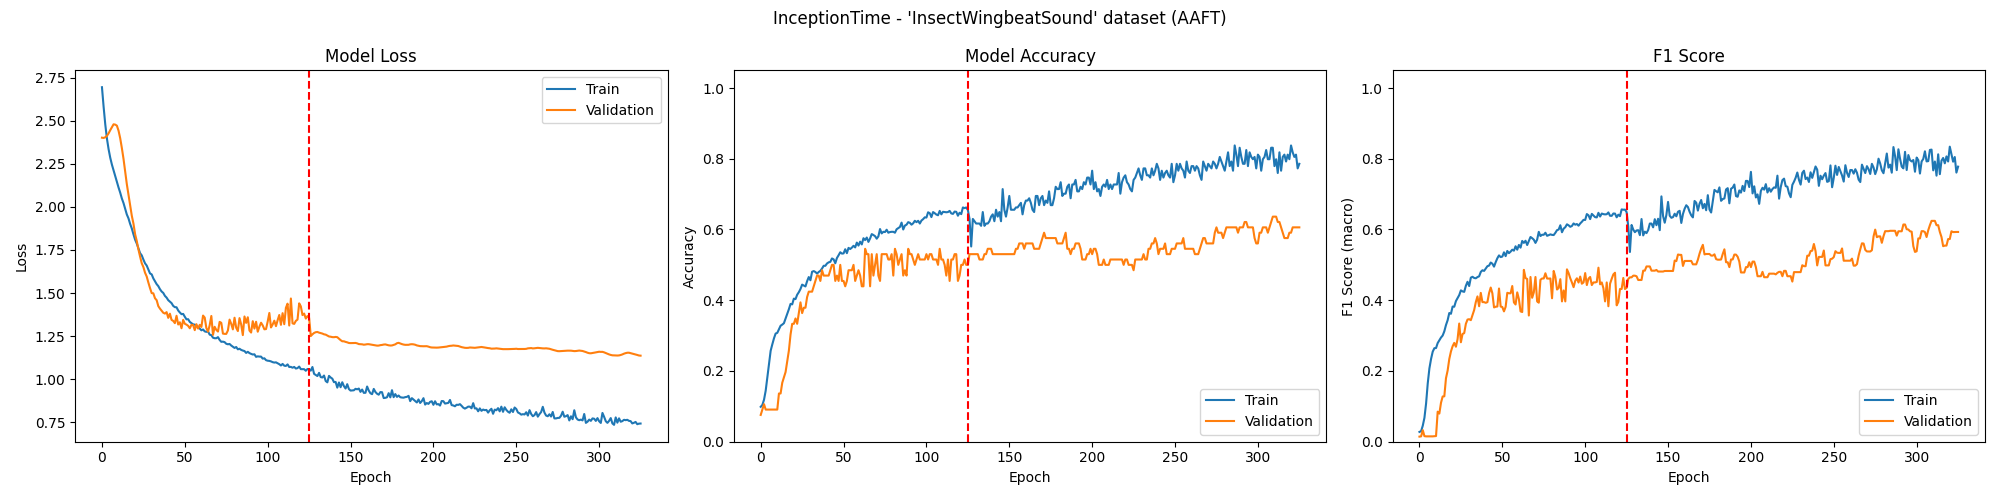 InceptionTime - 'InsectWingbeatSound' dataset (AAFT)
Model Loss
Loss
2.75
2.50
2.25
2.00
1.75
1.50
1.25
1.00
0.75
0
50
100
150
200
250
300
Epoch
Train
Validation
Model Accuracy
Accuracy
1.0
0.8
0.6
0.4
0.2
0.0
0
50
100
150
200
250
300
Epoch
Train
Validation
F1 Score
F1 Score (macro)
1.0
0.8
0.6
0.4
0.2
0.0
0
50
100
150
200
250
300
Epoch
Train
Validation